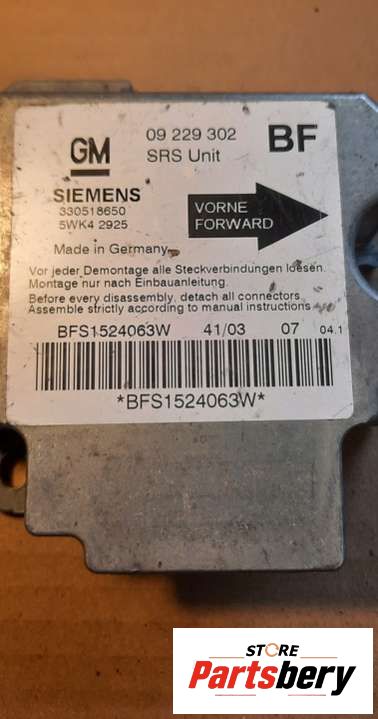 GM
09 229 302
SRS Unit
BF
SIEMENS
330518650
5WK4 2925
VORNE
FORWARD
Made in Germany
Vor jeder Demontage alle Steckverbindungen loesen.
Montage nur nach Einbauanleitung.
Before every disassembly, detach all connectors.
Assemble strictly according to manual instructions
BFS1524063W 41/03 07 04.1
*BFS1524063W*
STORE
Partsbery